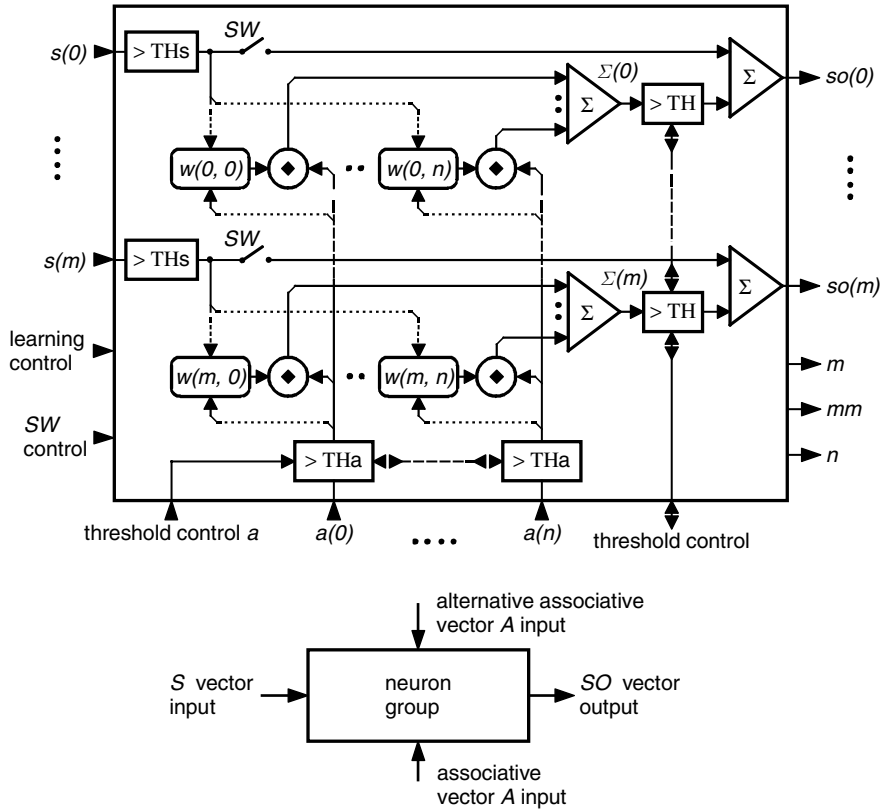 s(0)
> THs
SW
Σ(0)
Σ
> TH
Σ
so(0)
w(0, 0)
w(0, n)
s(m)
> THs
SW
Σ(m)
Σ
> TH
Σ
so(m)
learning
control
w(m, 0)
w(m, n)
m
mm
SW
control
> THa
> THa
n
threshold control a
a(0)
a(n)
threshold control
alternative associative
vector A input
S vector
input
neuron
group
SO vector
output
associative
vector A input